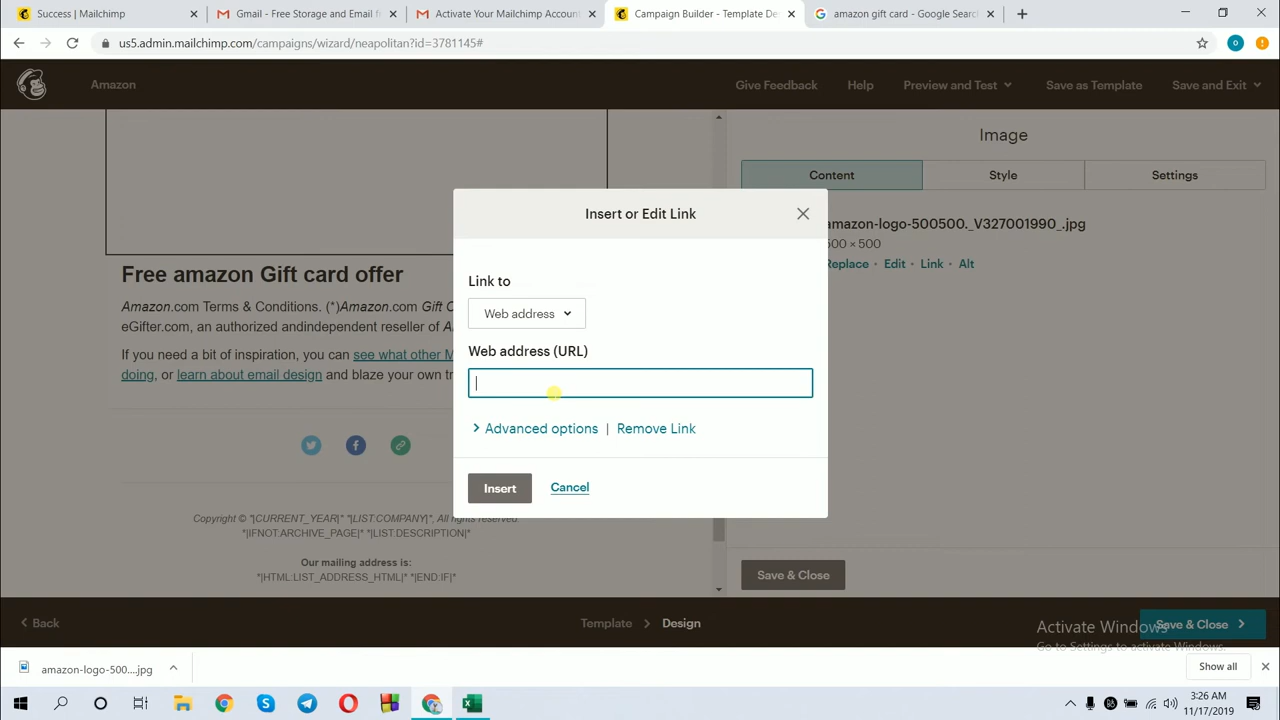 Success | Mailchimp
Gmail - Free Storage and Email f
Activate Your Mailchimp Accoun
Campaign Builder - Template De
amazon gift card - Google Searc
us5.admin.mailchimp.com/campaigns/wizard/neapolitan?id=3781145#
o
Amazon
Give Feedback
Help
Preview and Test
Save as Template
Save and Exit
Image
Content
Style
Settings
Insert or Edit Link
amazon-logo-500500._V327001990_.jpg
500 × 500
Replace · Edit · Link · Alt
Free amazon Gift card offer
Link to
Amazon.com Terms & Conditions. (*)Amazon.com Gift C
Web address
eGifter.com, an authorized andindependent reseller of A
Web address (URL)
If you need a bit of inspiration, you can see what other M
doing, or learn about email design and blaze your own tr
Advanced options | Remove Link
Insert
Cancel
Copyright © *|CURRENT_YEAR|* *|LIST:COMPANY|*, All rights reserved.
*|IFNOT:ARCHIVE_PAGE|* *|LIST:DESCRIPTION|*
Our mailing address is:
*|HTML:LIST_ADDRESS_HTML|* *|END:IF|*
Save & Close
Back
Template > Design
Save & Close
Activate Windows
Go to Settings to activate Windows.
amazon-logo-500....jpg
Show all
3:26 AM
11/17/2019